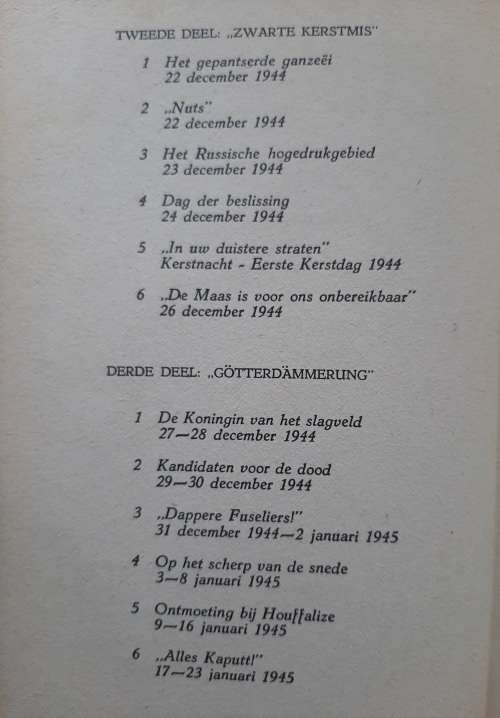 TWEEDE DEEL: „ZWARTE KERSTMIS”
1 Het gepantserde ganzeëi
22 december 1944
2 „Nuts”
22 december 1944
3 Het Russische hogedrukgebied
23 december 1944
4 Dag der beslissing
24 december 1944
5 „In uw duistere straten”
Kerstnacht - Eerste Kerstdag 1944
6 „De Maas is voor ons onbereikbaar”
26 december 1944
DERDE DEEL: „GÖTTERDÄMMERUNG”
1 De Koningin van het slagveld
27—28 december 1944
2 Kandidaten voor de dood
29—30 december 1944
3 „Dappere Fuseliers!”
31 december 1944—2 januari 1945
4 Op het scherp van de snede
3—8 januari 1945
5 Ontmoeting bij Houffalize
9—16 januari 1945
6 „Alles Kaputt!”
17—23 januari 1945